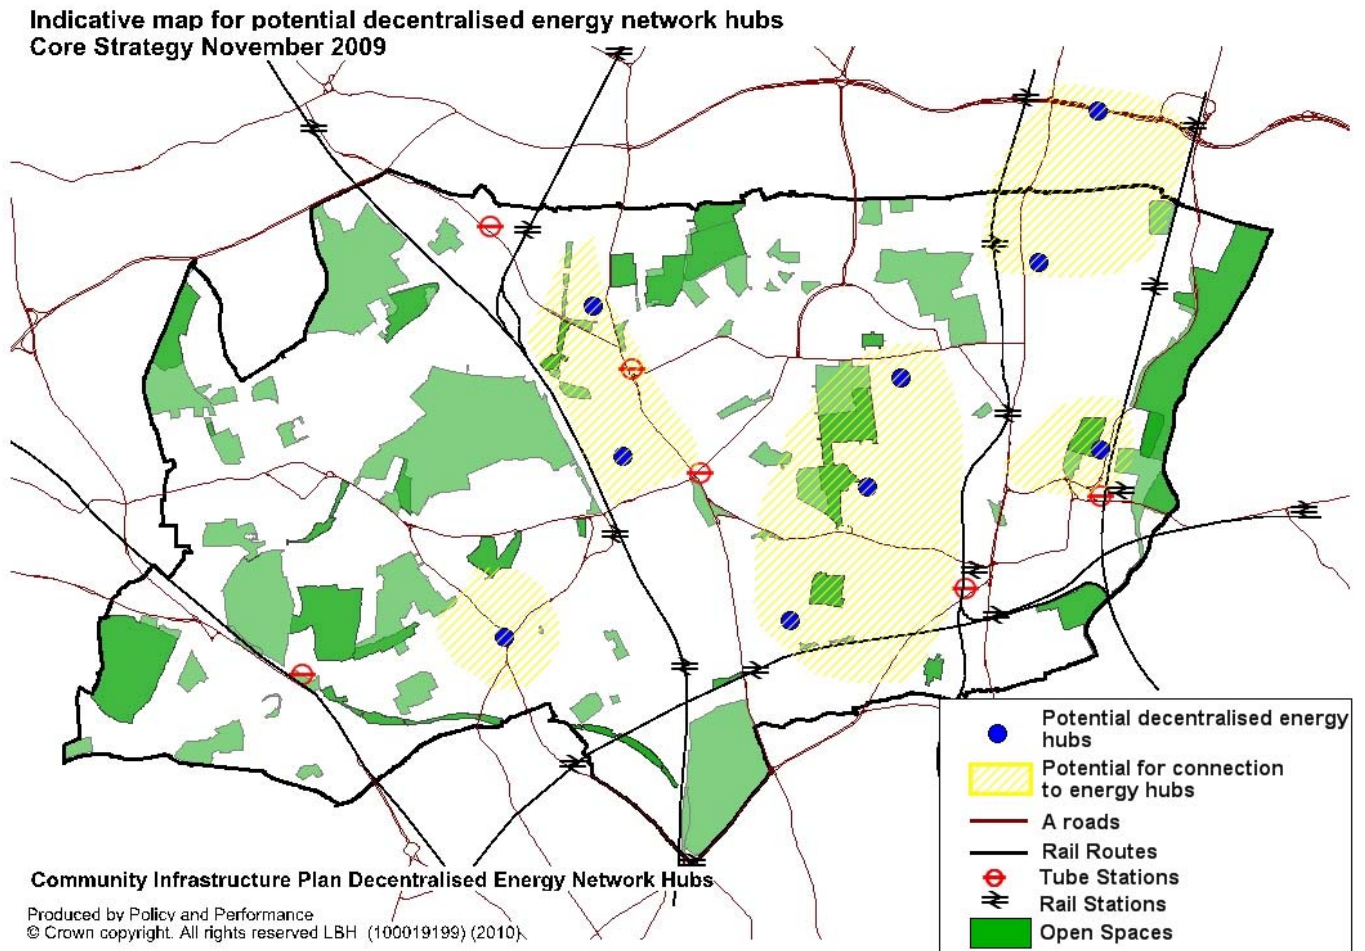 Indicative map for potential decentralised energy network hubs
Core Strategy November 2009
Potential decentralised energy
hubs
Potential for connection
to energy hubs
A roads
Rail Routes
Tube Stations
Rail Stations
Open Spaces
Community Infrastructure Plan Decentralised Energy Network Hubs
Produced by Policy and Performance
© Crown copyright. All rights reserved LBH (100019199) (2010)